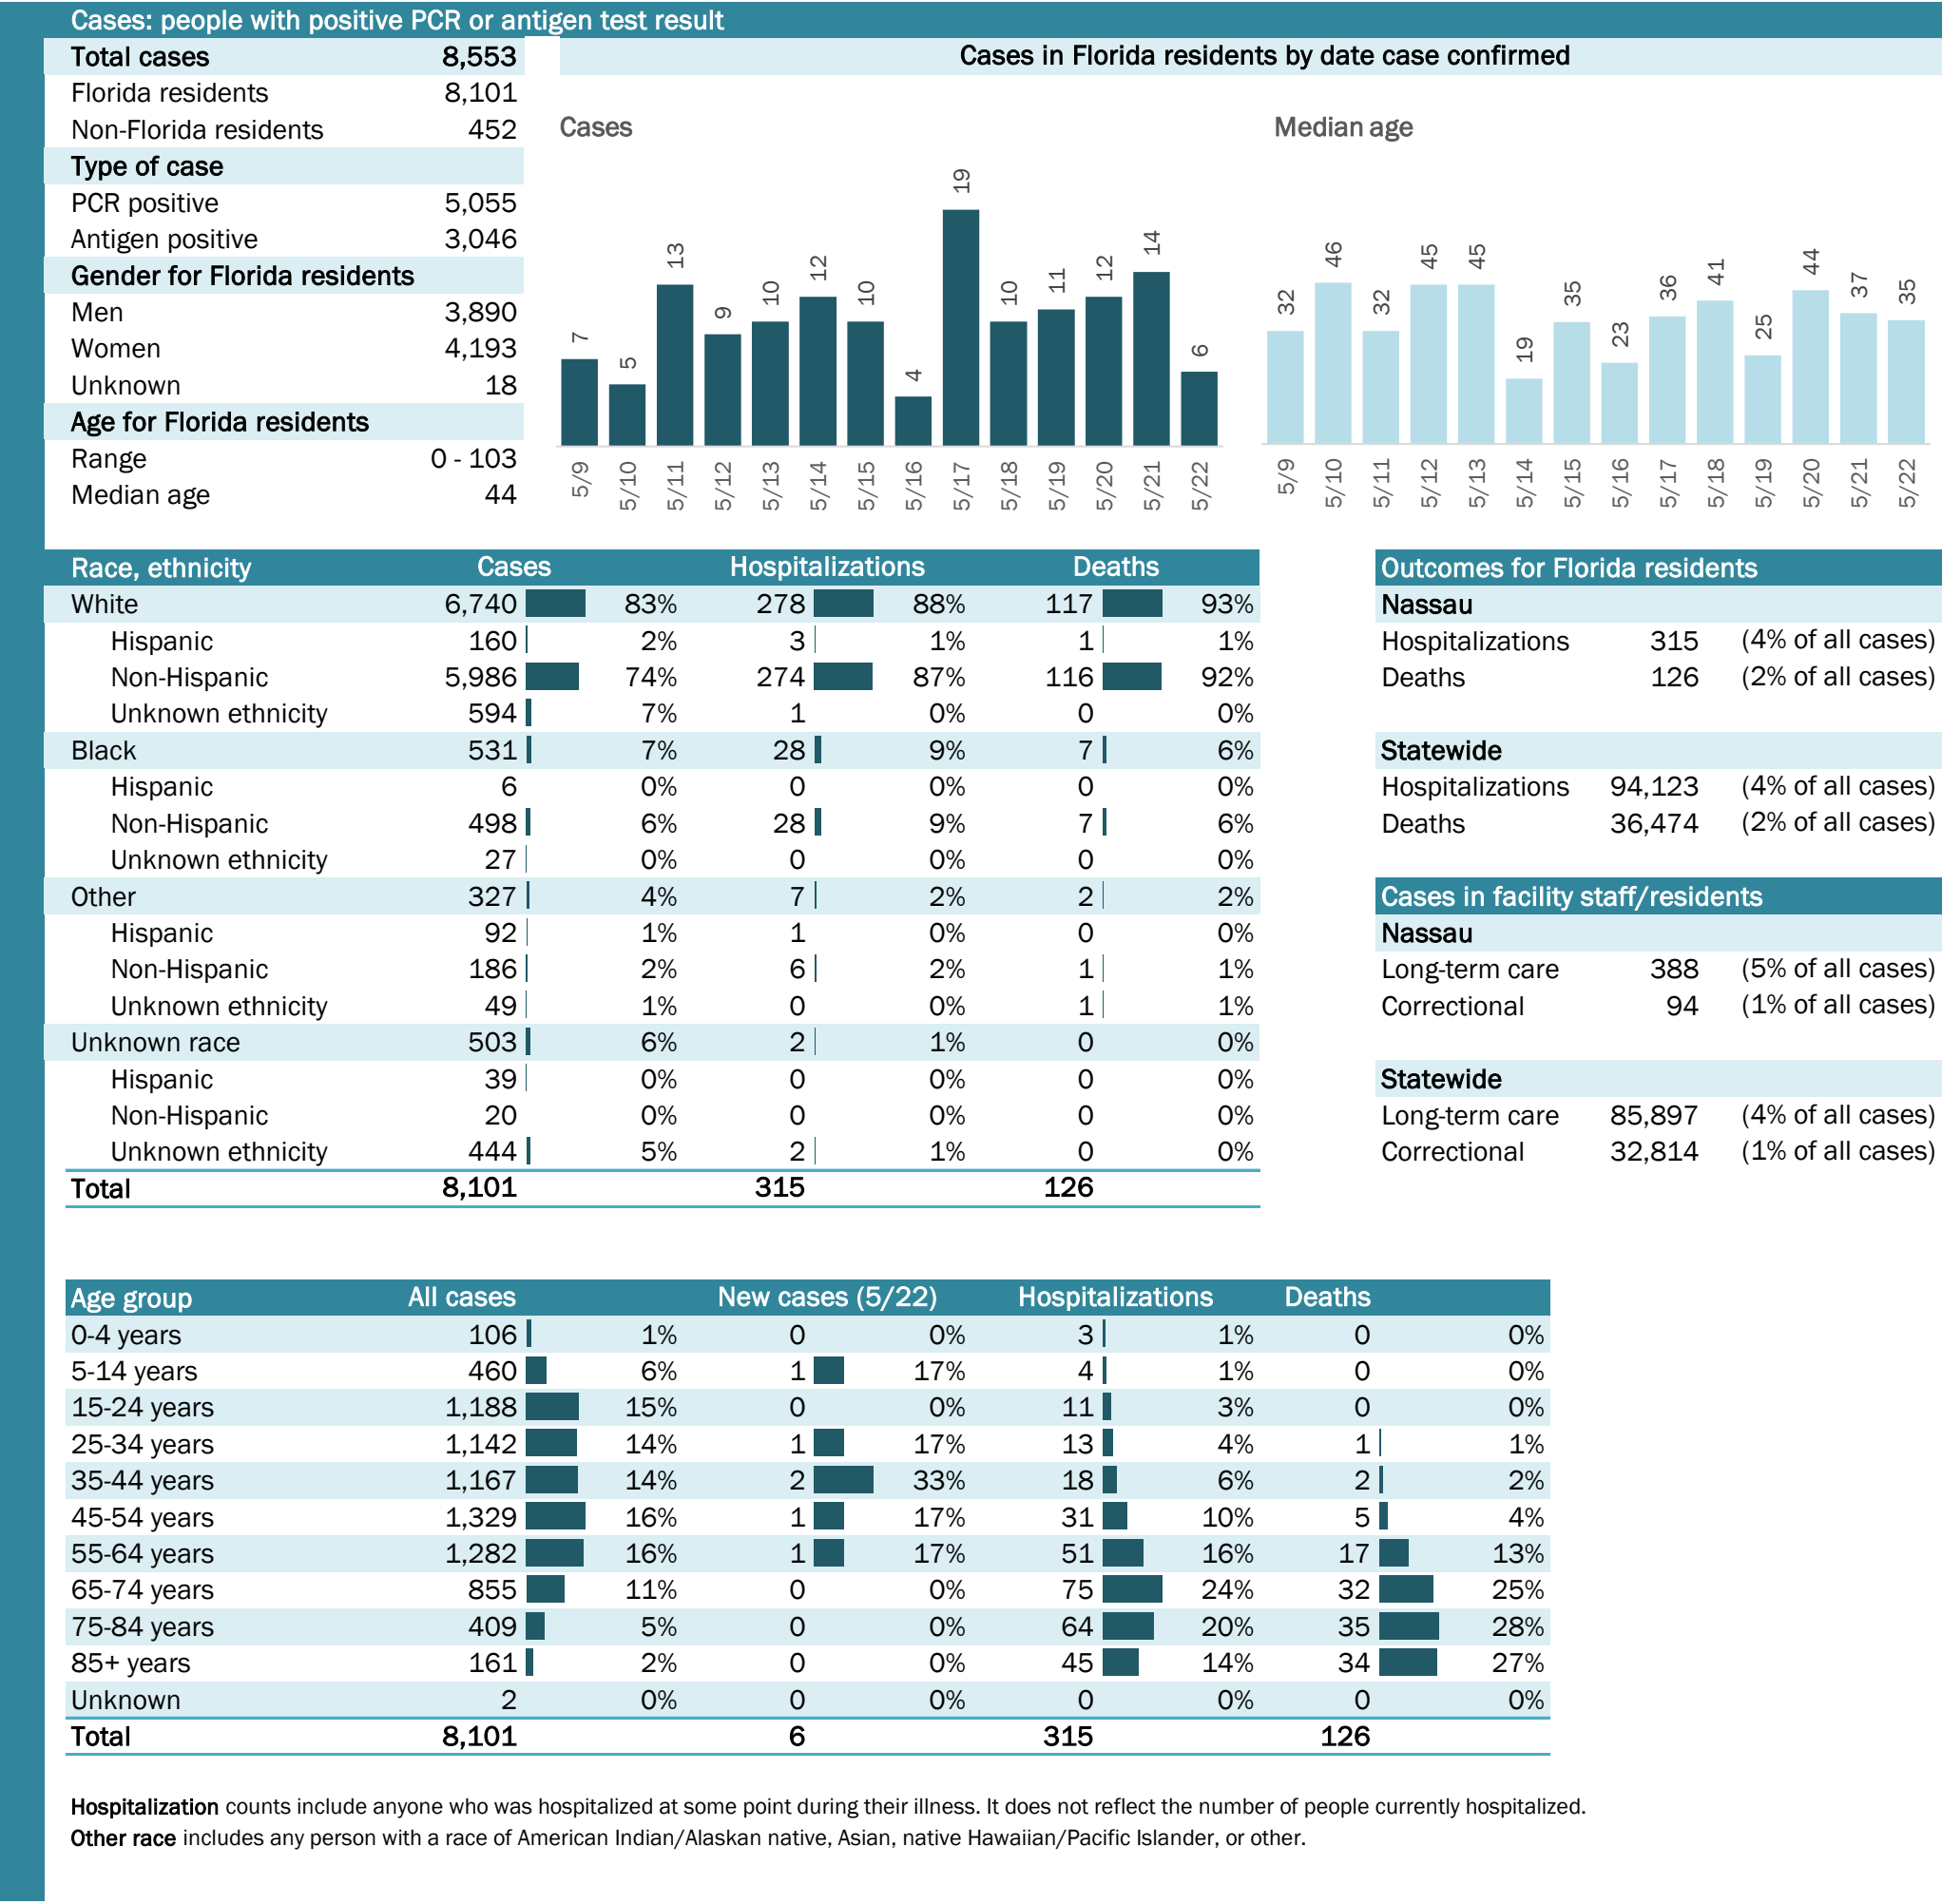 Cases: people with positive PCR or antigen test result
Total cases 8,553
Florida residents 8,101
Non-Florida residents 452
Type of case
PCR positive 5,055
Antigen positive 3,046
Gender for Florida residents
Men 3,890
Women 4,193
Unknown 18
Age for Florida residents
Range 0 - 103
Median age 44
Cases in Florida residents by date case confirmed
Cases
7 5 13 9 10 12 10 4 19 10 11 12 14 6
5/9 5/10 5/11 5/12 5/13 5/14 5/15 5/16 5/17 5/18 5/19 5/20 5/21 5/22
Median age
32 46 32 45 45 19 35 23 36 41 25 44 37 35
5/9 5/10 5/11 5/12 5/13 5/14 5/15 5/16 5/17 5/18 5/19 5/20 5/21 5/22
Race, ethnicity Cases Hospitalizations Deaths
White 6,740 83% 278 88% 117 93%
Hispanic 160 2% 3 1% 1 1%
Non-Hispanic 5,986 74% 274 87% 116 92%
Unknown ethnicity 594 7% 1 0% 0 0%
Black 531 7% 28 9% 7 6%
Hispanic 6 0% 0 0% 0 0%
Non-Hispanic 498 6% 28 9% 7 6%
Unknown ethnicity 27 0% 0 0% 0 0%
Other 327 4% 7 2% 2 2%
Hispanic 92 1% 1 0% 0 0%
Non-Hispanic 186 2% 6 2% 1 1%
Unknown ethnicity 49 1% 0 0% 1 1%
Unknown race 503 6% 2 1% 0 0%
Hispanic 39 0% 0 0% 0 0%
Non-Hispanic 20 0% 0 0% 0 0%
Unknown ethnicity 444 5% 2 1% 0 0%
Total 8,101 315 126
Outcomes for Florida residents
Nassau
Hospitalizations 315 (4% of all cases)
Deaths 126 (2% of all cases)
Statewide
Hospitalizations 94,123 (4% of all cases)
Deaths 36,474 (2% of all cases)
Cases in facility staff/residents
Nassau
Long-term care 388 (5% of all cases)
Correctional 94 (1% of all cases)
Statewide
Long-term care 85,897 (4% of all cases)
Correctional 32,814 (1% of all cases)
Age group All cases New cases (5/22) Hospitalizations Deaths
0-4 years 106 1% 0 0% 3 1% 0 0%
5-14 years 460 6% 1 17% 4 1% 0 0%
15-24 years 1,188 15% 0 0% 11 3% 0 0%
25-34 years 1,142 14% 1 17% 13 4% 1 1%
35-44 years 1,167 14% 2 33% 18 6% 2 2%
45-54 years 1,329 16% 1 17% 31 10% 5 4%
55-64 years 1,282 16% 1 17% 51 16% 17 13%
65-74 years 855 11% 0 0% 75 24% 32 25%
75-84 years 409 5% 0 0% 64 20% 35 28%
85+ years 161 2% 0 0% 45 14% 34 27%
Unknown 2 0% 0 0% 0 0% 0 0%
Total 8,101 6 315 126
Hospitalization counts include anyone who was hospitalized at some point during their illness. It does not reflect the number of people currently hospitalized.
Other race includes any person with a race of American Indian/Alaskan native, Asian, native Hawaiian/Pacific Islander, or other.